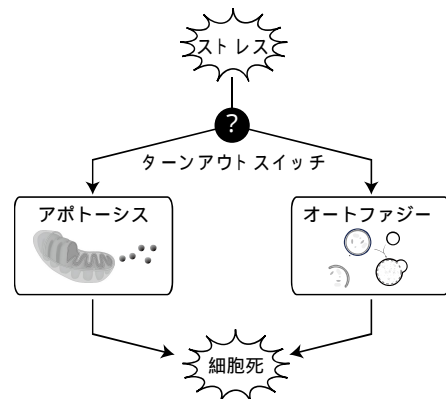 ストレス
?
ターンアウトスイッチ
アポトーシス
オートファジー
細胞死